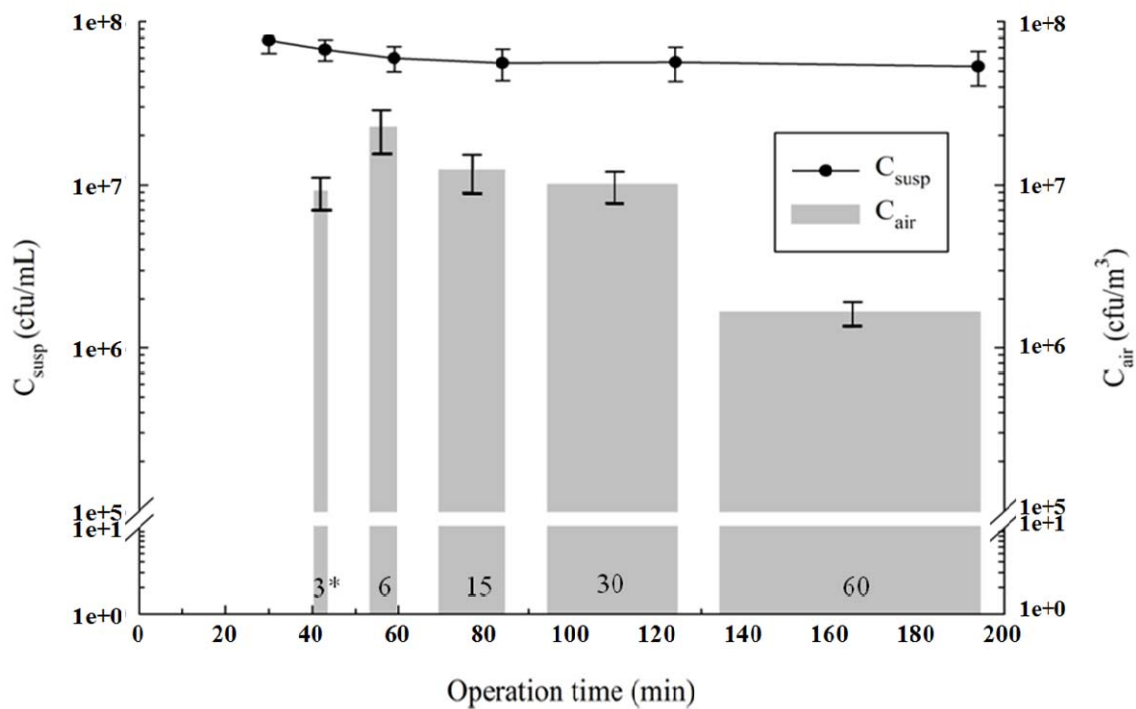 1e+8
1e+7
1e+6
1e+5
1e+1
1e+0
C_susp (cfu/mL)
1e+8
1e+7
1e+6
1e+5
1e+1
1e+0
C_air (cfu/m³)
C_susp
C_air
3* 6 15 30 60
0 20 40 60 80 100 120 140 160 180 200
Operation time (min)